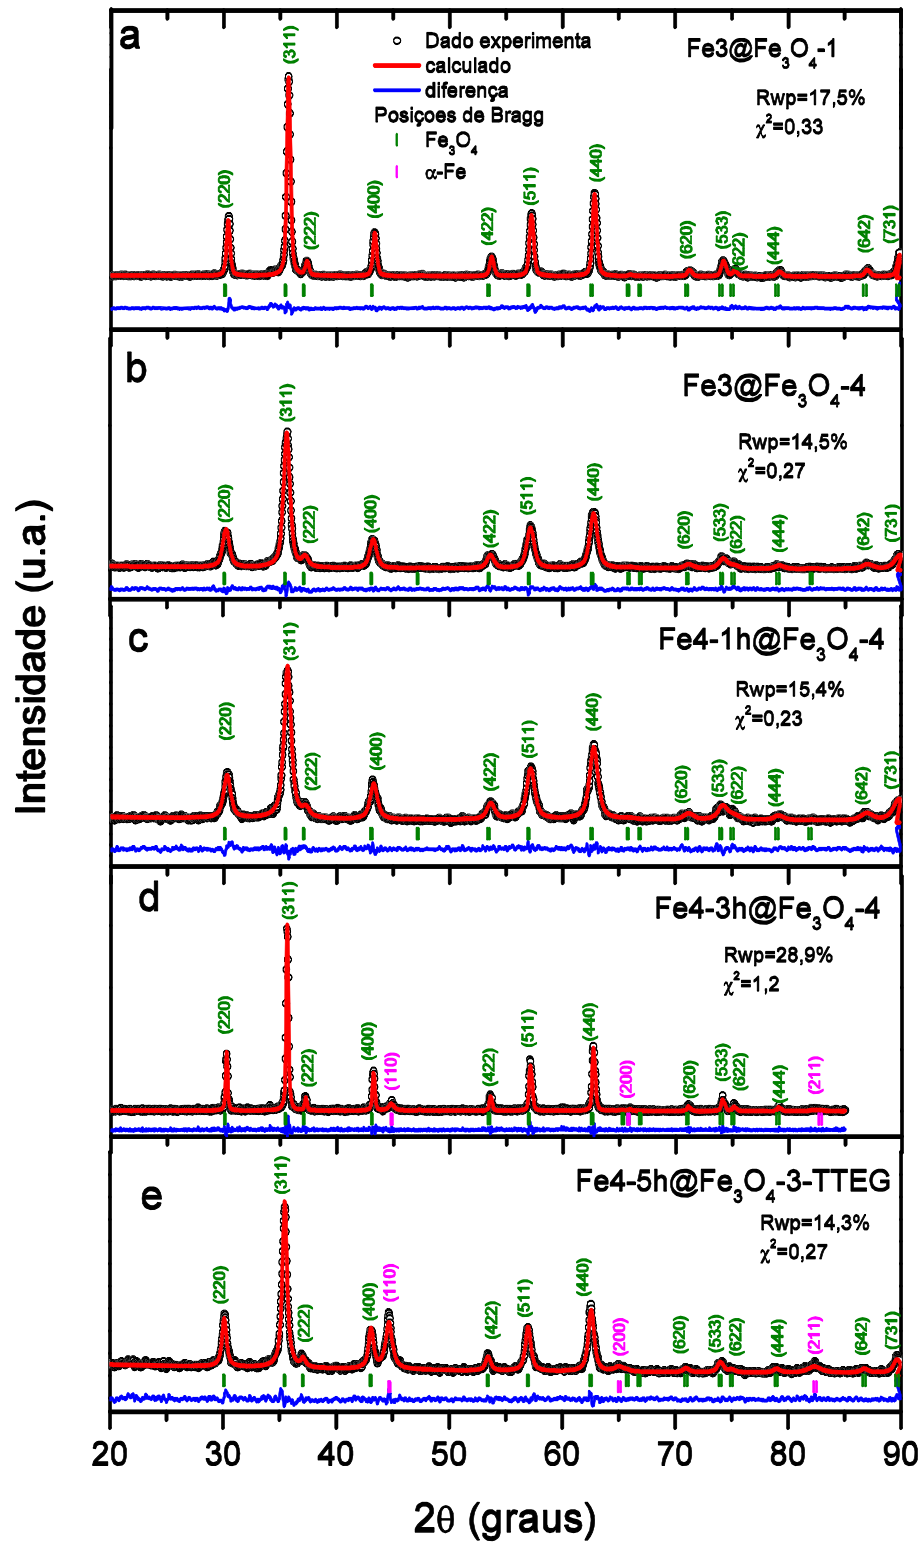 Intensidade (u.a.)
a
Dado experimenta
calculado
diferença
Posiçoes de Bragg
Fe₃O₄
α-Fe
Fe3@Fe₃O₄-1
Rwp=17,5%
χ²=0,33
(220) (311) (222) (400) (422) (511) (440) (620) (533) (622) (444) (642) (731)
b
Fe3@Fe₃O₄-4
Rwp=14,5%
χ²=0,27
(220) (311) (222) (400) (422) (511) (440) (620) (533) (622) (444) (642) (731)
c
Fe4-1h@Fe₃O₄-4
Rwp=15,4%
χ²=0,23
(220) (311) (222) (400) (422) (511) (440) (620) (533) (622) (444) (642) (731)
d
Fe4-3h@Fe₃O₄-4
Rwp=28,9%
χ²=1,2
(220) (311) (222) (400) (110) (422) (511) (440) (200) (620) (533) (622) (444) (211)
e
Fe4-5h@Fe₃O₄-3-TTEG
Rwp=14,3%
χ²=0,27
(220) (311) (222) (400) (110) (422) (511) (440) (200) (620) (533) (622) (444) (211) (642) (731)
20 30 40 50 60 70 80 90
2θ (graus)